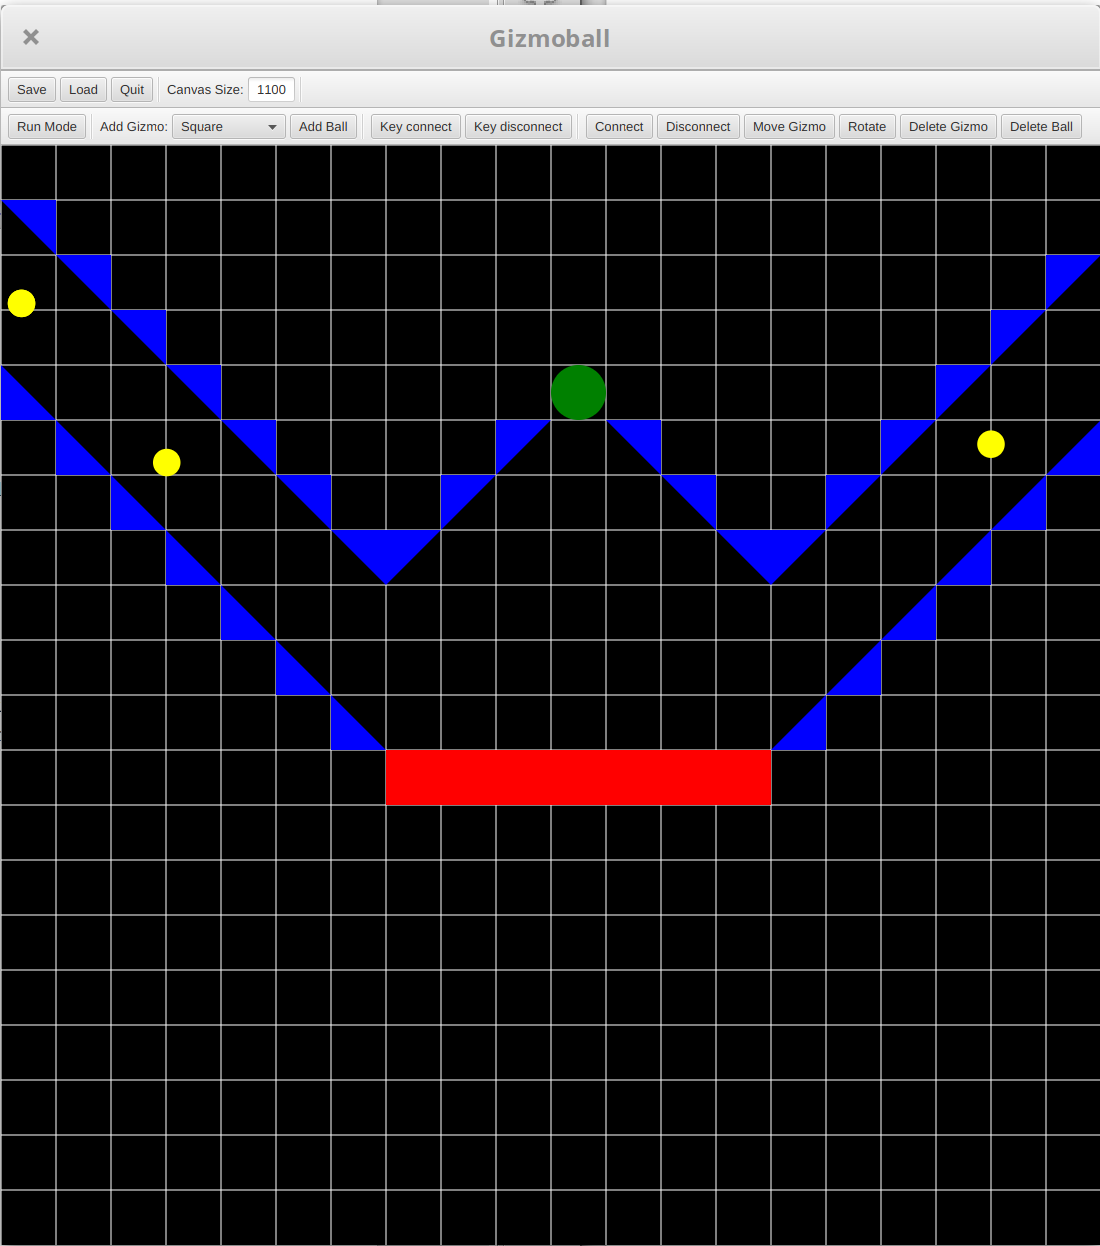 Gizmoball
Save Load Quit Canvas Size: 1100
Run Mode Add Gizmo: Square Add Ball Key connect Key disconnect Connect Disconnect Move Gizmo Rotate Delete Gizmo Delete Ball